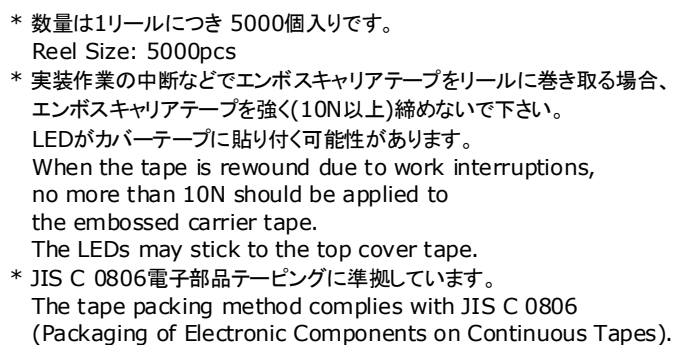 * 数量は1リールにつき 5000個入りです。
Reel Size: 5000pcs
* 実装作業の中断などでエンボスキャリアテープをリールに巻き取る場合、
エンボスキャリアテープを強く(10N以上)締めないで下さい。
LEDがカバーテープに貼り付く可能性があります。
When the tape is rewound due to work interruptions,
no more than 10N should be applied to
the embossed carrier tape.
The LEDs may stick to the top cover tape.
* JIS C 0806電子部品テーピングに準拠しています。
The tape packing method complies with JIS C 0806
(Packaging of Electronic Components on Continuous Tapes).